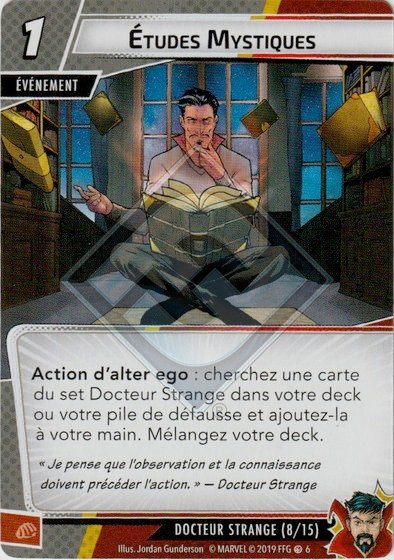 1
Études Mystiques
ÉVÉNEMENT
Action d'alter ego : cherchez une carte
du set Docteur Strange dans votre deck
ou votre pile de défausse et ajoutez-la
à votre main. Mélangez votre deck.
« Je pense que l'observation et la connaissance
doivent précéder l'action. » — Docteur Strange
DOCTEUR STRANGE (8/15)
Illus. Jordan Gunderson © MARVEL © 2019 FFG 6